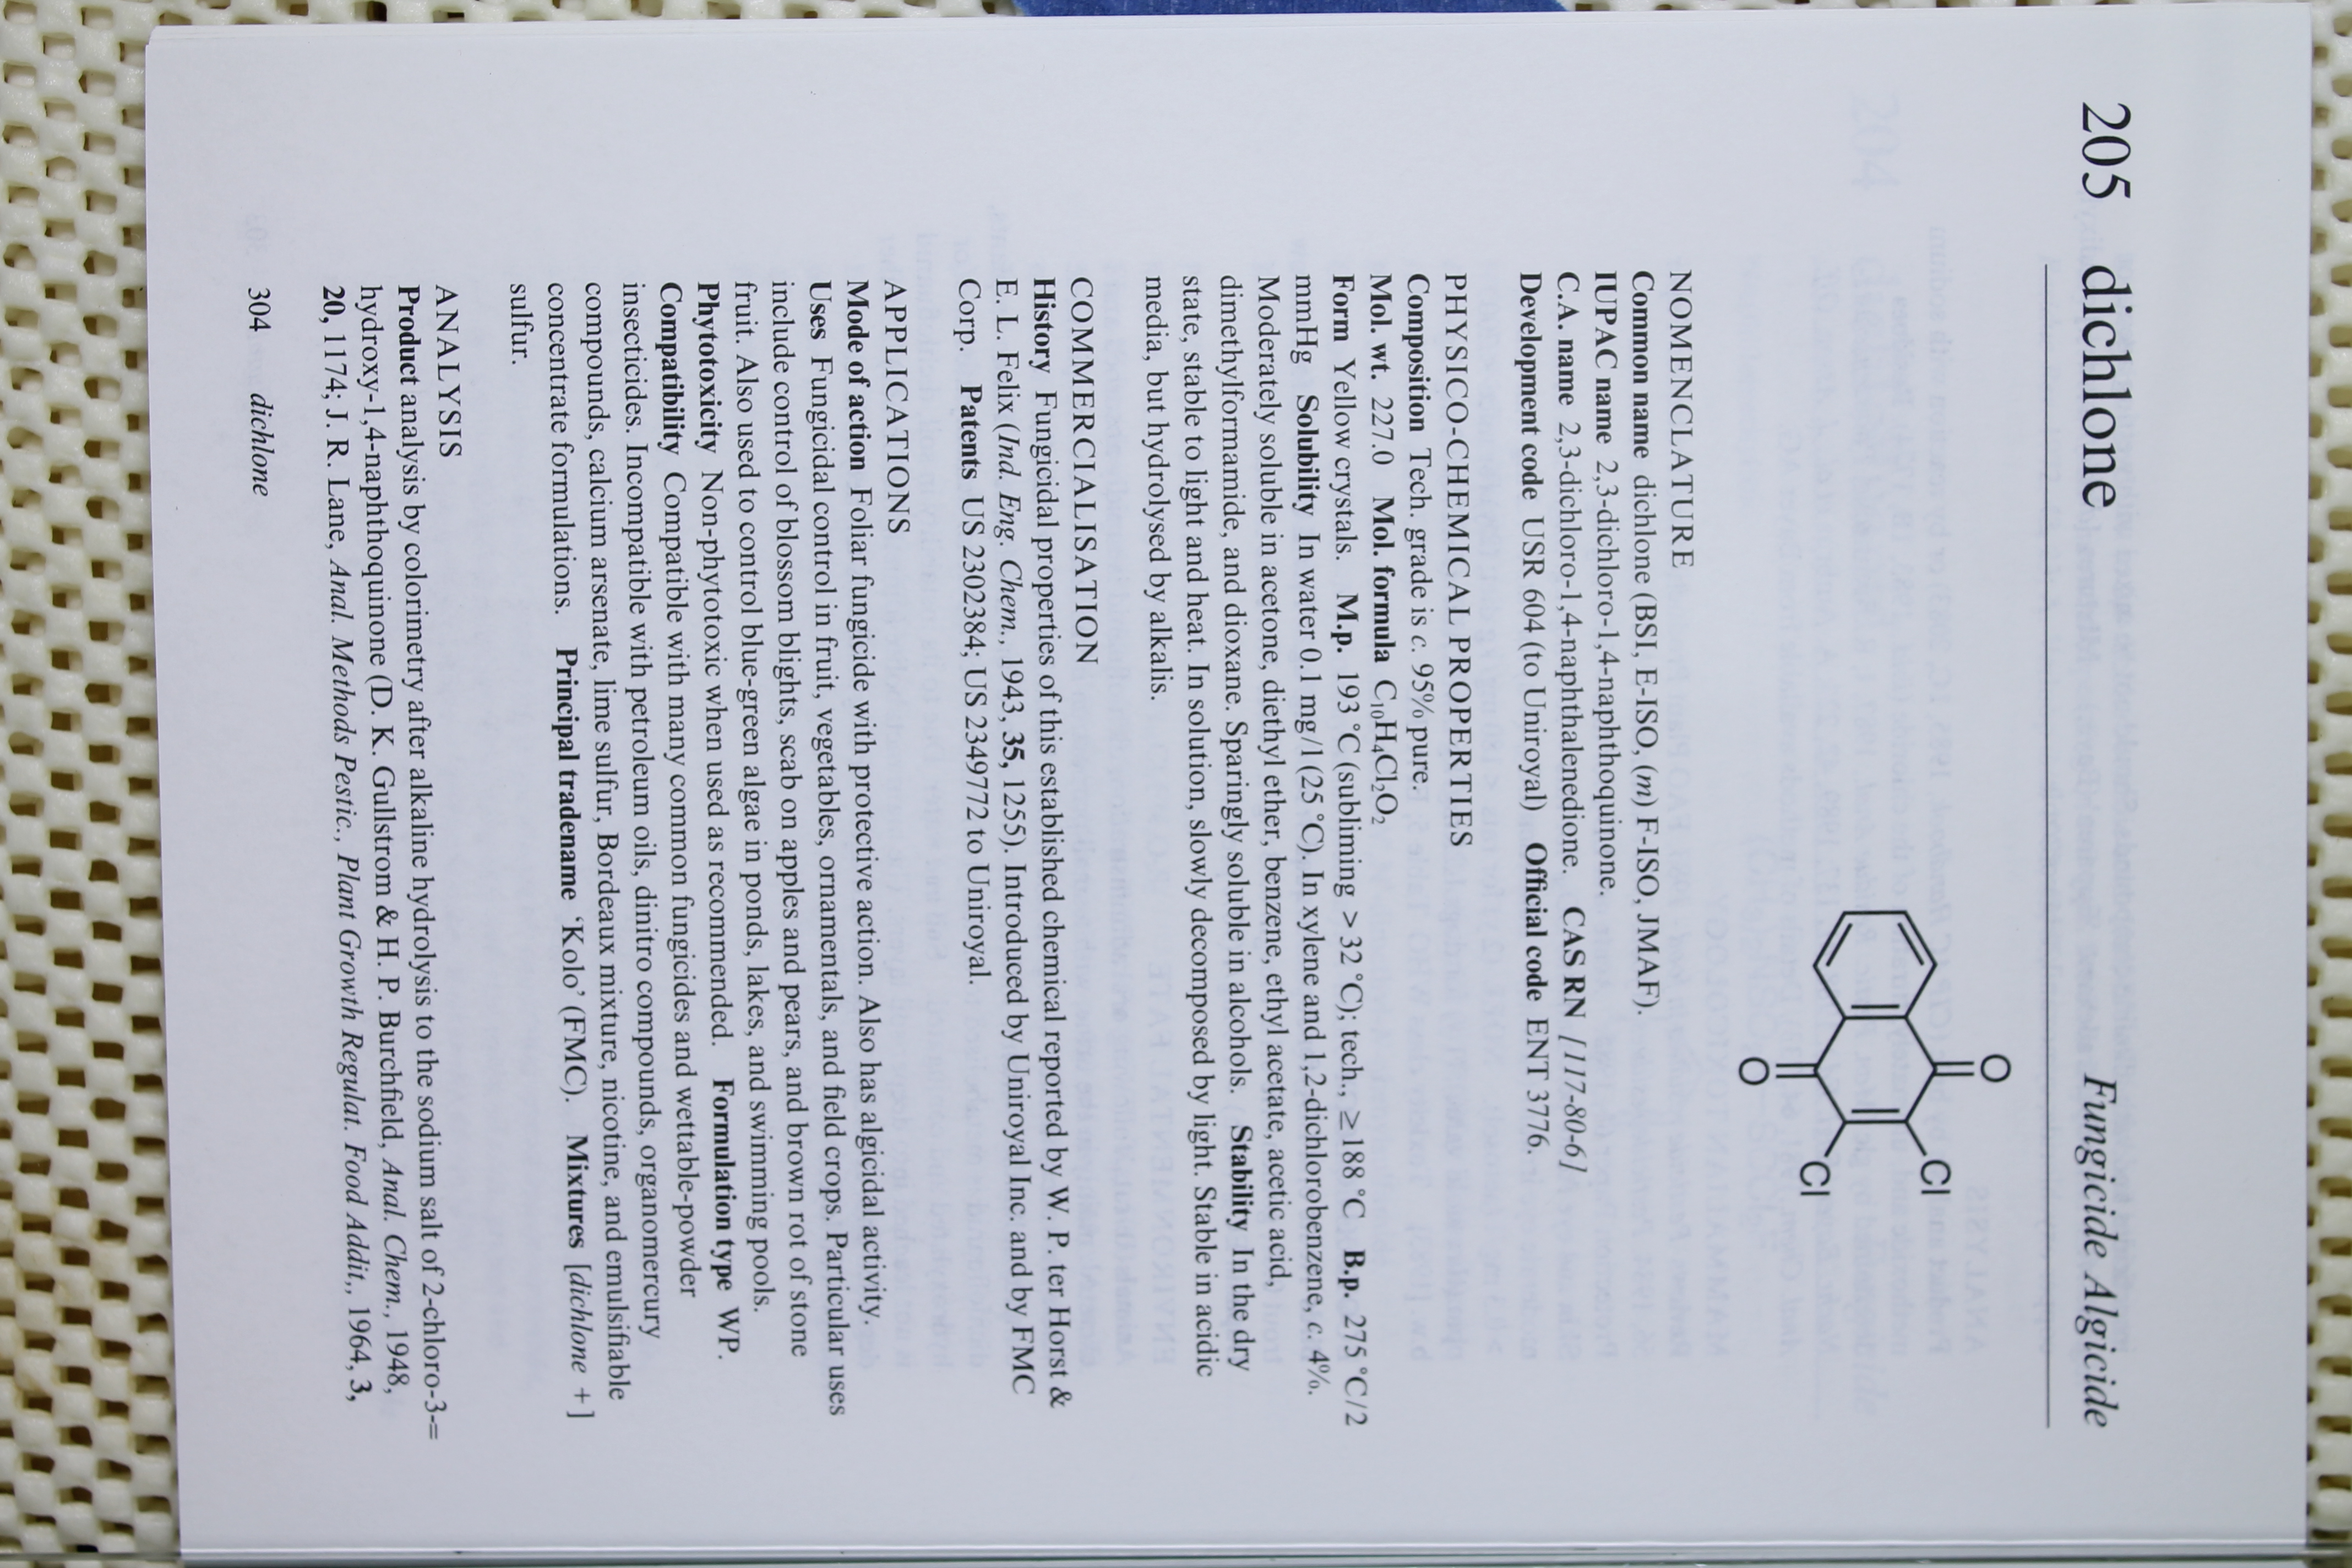 205 dichlone Fungicide Algicide
O
Cl
Cl
O
NOMENCLATURE
Common name dichlone (BSI, E-ISO, (m) F-ISO, JMAF).
IUPAC name 2,3-dichloro-1,4-naphthoquinone.
C.A. name 2,3-dichloro-1,4-naphthalenedione. CAS RN [117-80-6]
Development code USR 604 (to Uniroyal) Official code ENT 3776.
PHYSICO-CHEMICAL PROPERTIES
Composition Tech. grade is c. 95% pure.
Mol. wt. 227.0 Mol. formula C₁₀H₄Cl₂O₂
Form Yellow crystals. M.p. 193 °C (subliming > 32 °C); tech., ≥ 188 °C B.p. 275 °C/2
mmHg Solubility In water 0.1 mg/l (25 °C). In xylene and 1,2-dichlorobenzene, c. 4%.
Moderately soluble in acetone, diethyl ether, benzene, ethyl acetate, acetic acid,
dimethylformamide, and dioxane. Sparingly soluble in alcohols. Stability In the dry
state, stable to light and heat. In solution, slowly decomposed by light. Stable in acidic
media, but hydrolysed by alkalis.
COMMERCIALISATION
History Fungicidal properties of this established chemical reported by W. P. ter Horst &
E. L. Felix (Ind. Eng. Chem., 1943, 35, 1255). Introduced by Uniroyal Inc. and by FMC
Corp. Patents US 2302384; US 2349772 to Uniroyal.
APPLICATIONS
Mode of action Foliar fungicide with protective action. Also has algicidal activity.
Uses Fungicidal control in fruit, vegetables, ornamentals, and field crops. Particular uses
include control of blossom blights, scab on apples and pears, and brown rot of stone
fruit. Also used to control blue-green algae in ponds, lakes, and swimming pools.
Phytotoxicity Non-phytotoxic when used as recommended. Formulation type WP.
Compatibility Compatible with many common fungicides and wettable-powder
insecticides. Incompatible with petroleum oils, dinitro compounds, organomercury
compounds, calcium arsenate, lime sulfur, Bordeaux mixture, nicotine, and emulsifiable
concentrate formulations. Principal tradename ‘Kolo’ (FMC). Mixtures [dichlone +]
sulfur.
ANALYSIS
Product analysis by colorimetry after alkaline hydrolysis to the sodium salt of 2-chloro-3-=
hydroxy-1,4-naphthoquinone (D. K. Gullstrom & H. P. Burchfield, Anal. Chem., 1948,
20, 1174; J. R. Lane, Anal. Methods Pestic., Plant Growth Regulat. Food Addit., 1964, 3,
304 dichlone